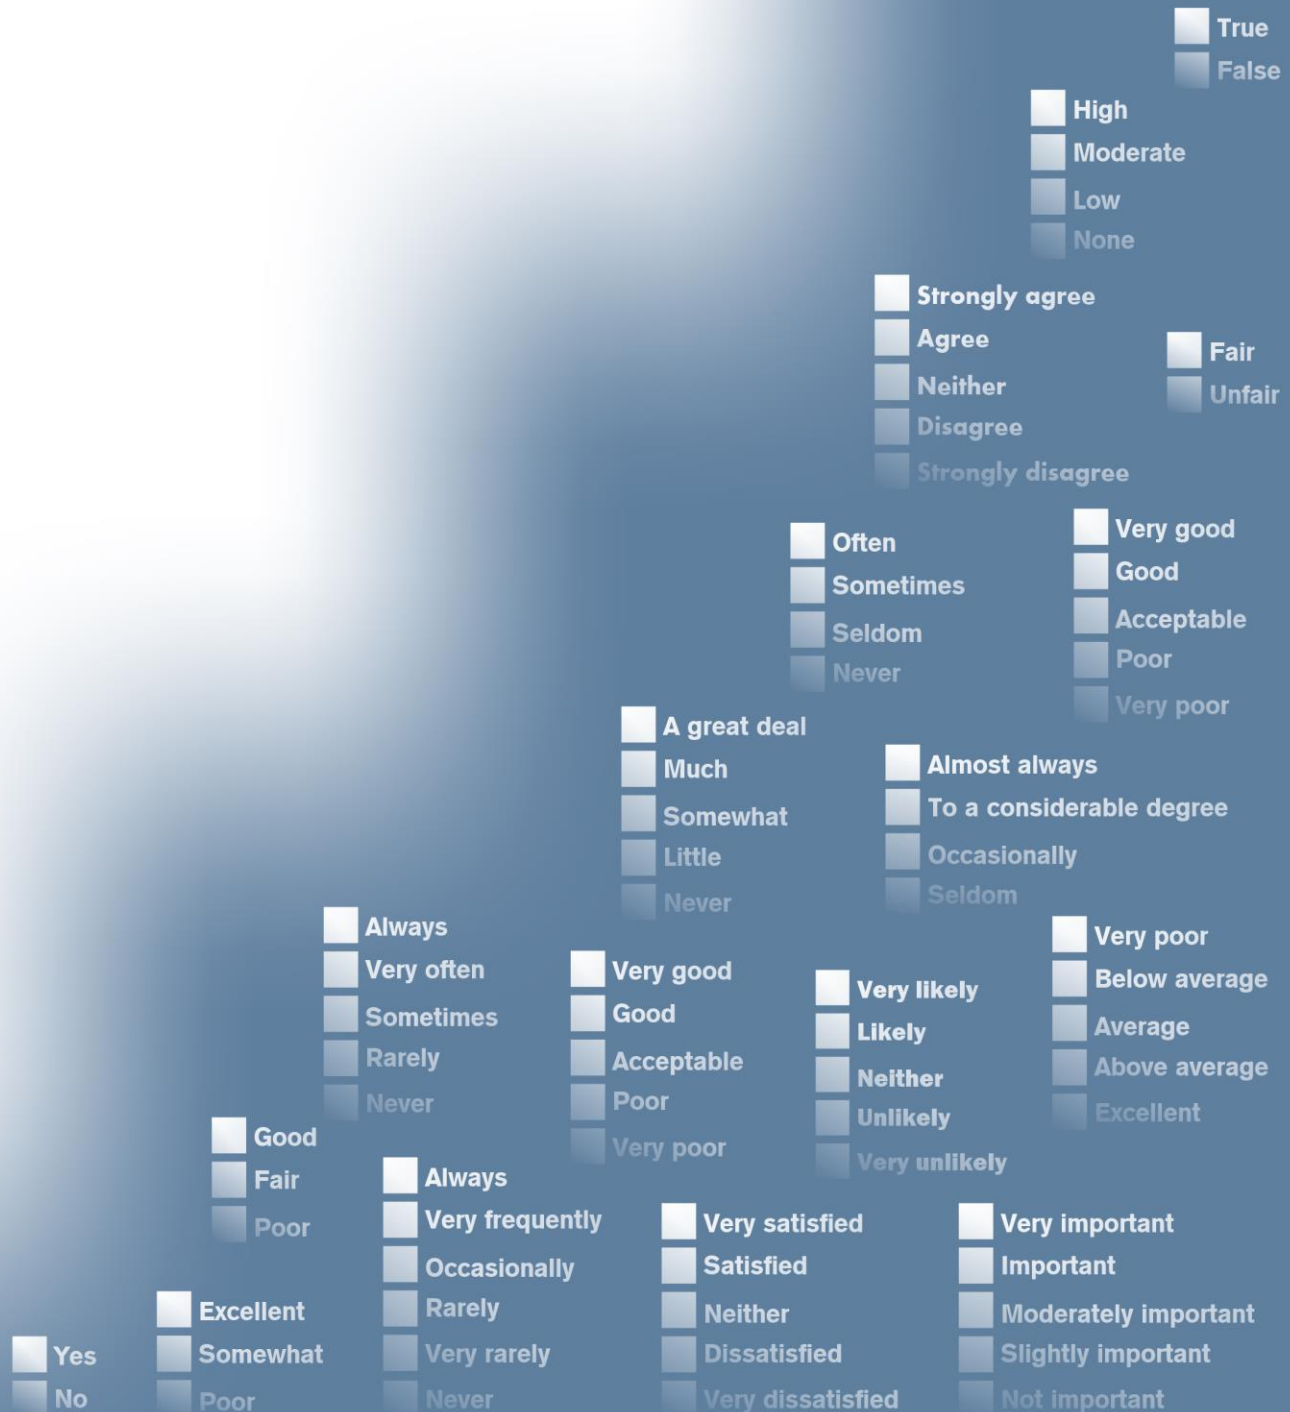 True
False
High
Moderate
Low
None
Strongly agree
Agree
Neither
Disagree
Strongly disagree
Fair
Unfair
Often
Sometimes
Seldom
Never
Very good
Good
Acceptable
Poor
Very poor
A great deal
Much
Somewhat
Little
Never
Almost always
To a considerable degree
Occasionally
Seldom
Always
Very often
Sometimes
Rarely
Never
Very good
Good
Acceptable
Poor
Very poor
Very likely
Likely
Neither
Unlikely
Very unlikely
Very poor
Below average
Average
Above average
Excellent
Good
Fair
Poor
Always
Very frequently
Occasionally
Rarely
Very rarely
Never
Very satisfied
Satisfied
Neither
Dissatisfied
Very dissatisfied
Very important
Important
Moderately important
Slightly important
Not important
Excellent
Somewhat
Poor
Yes
No